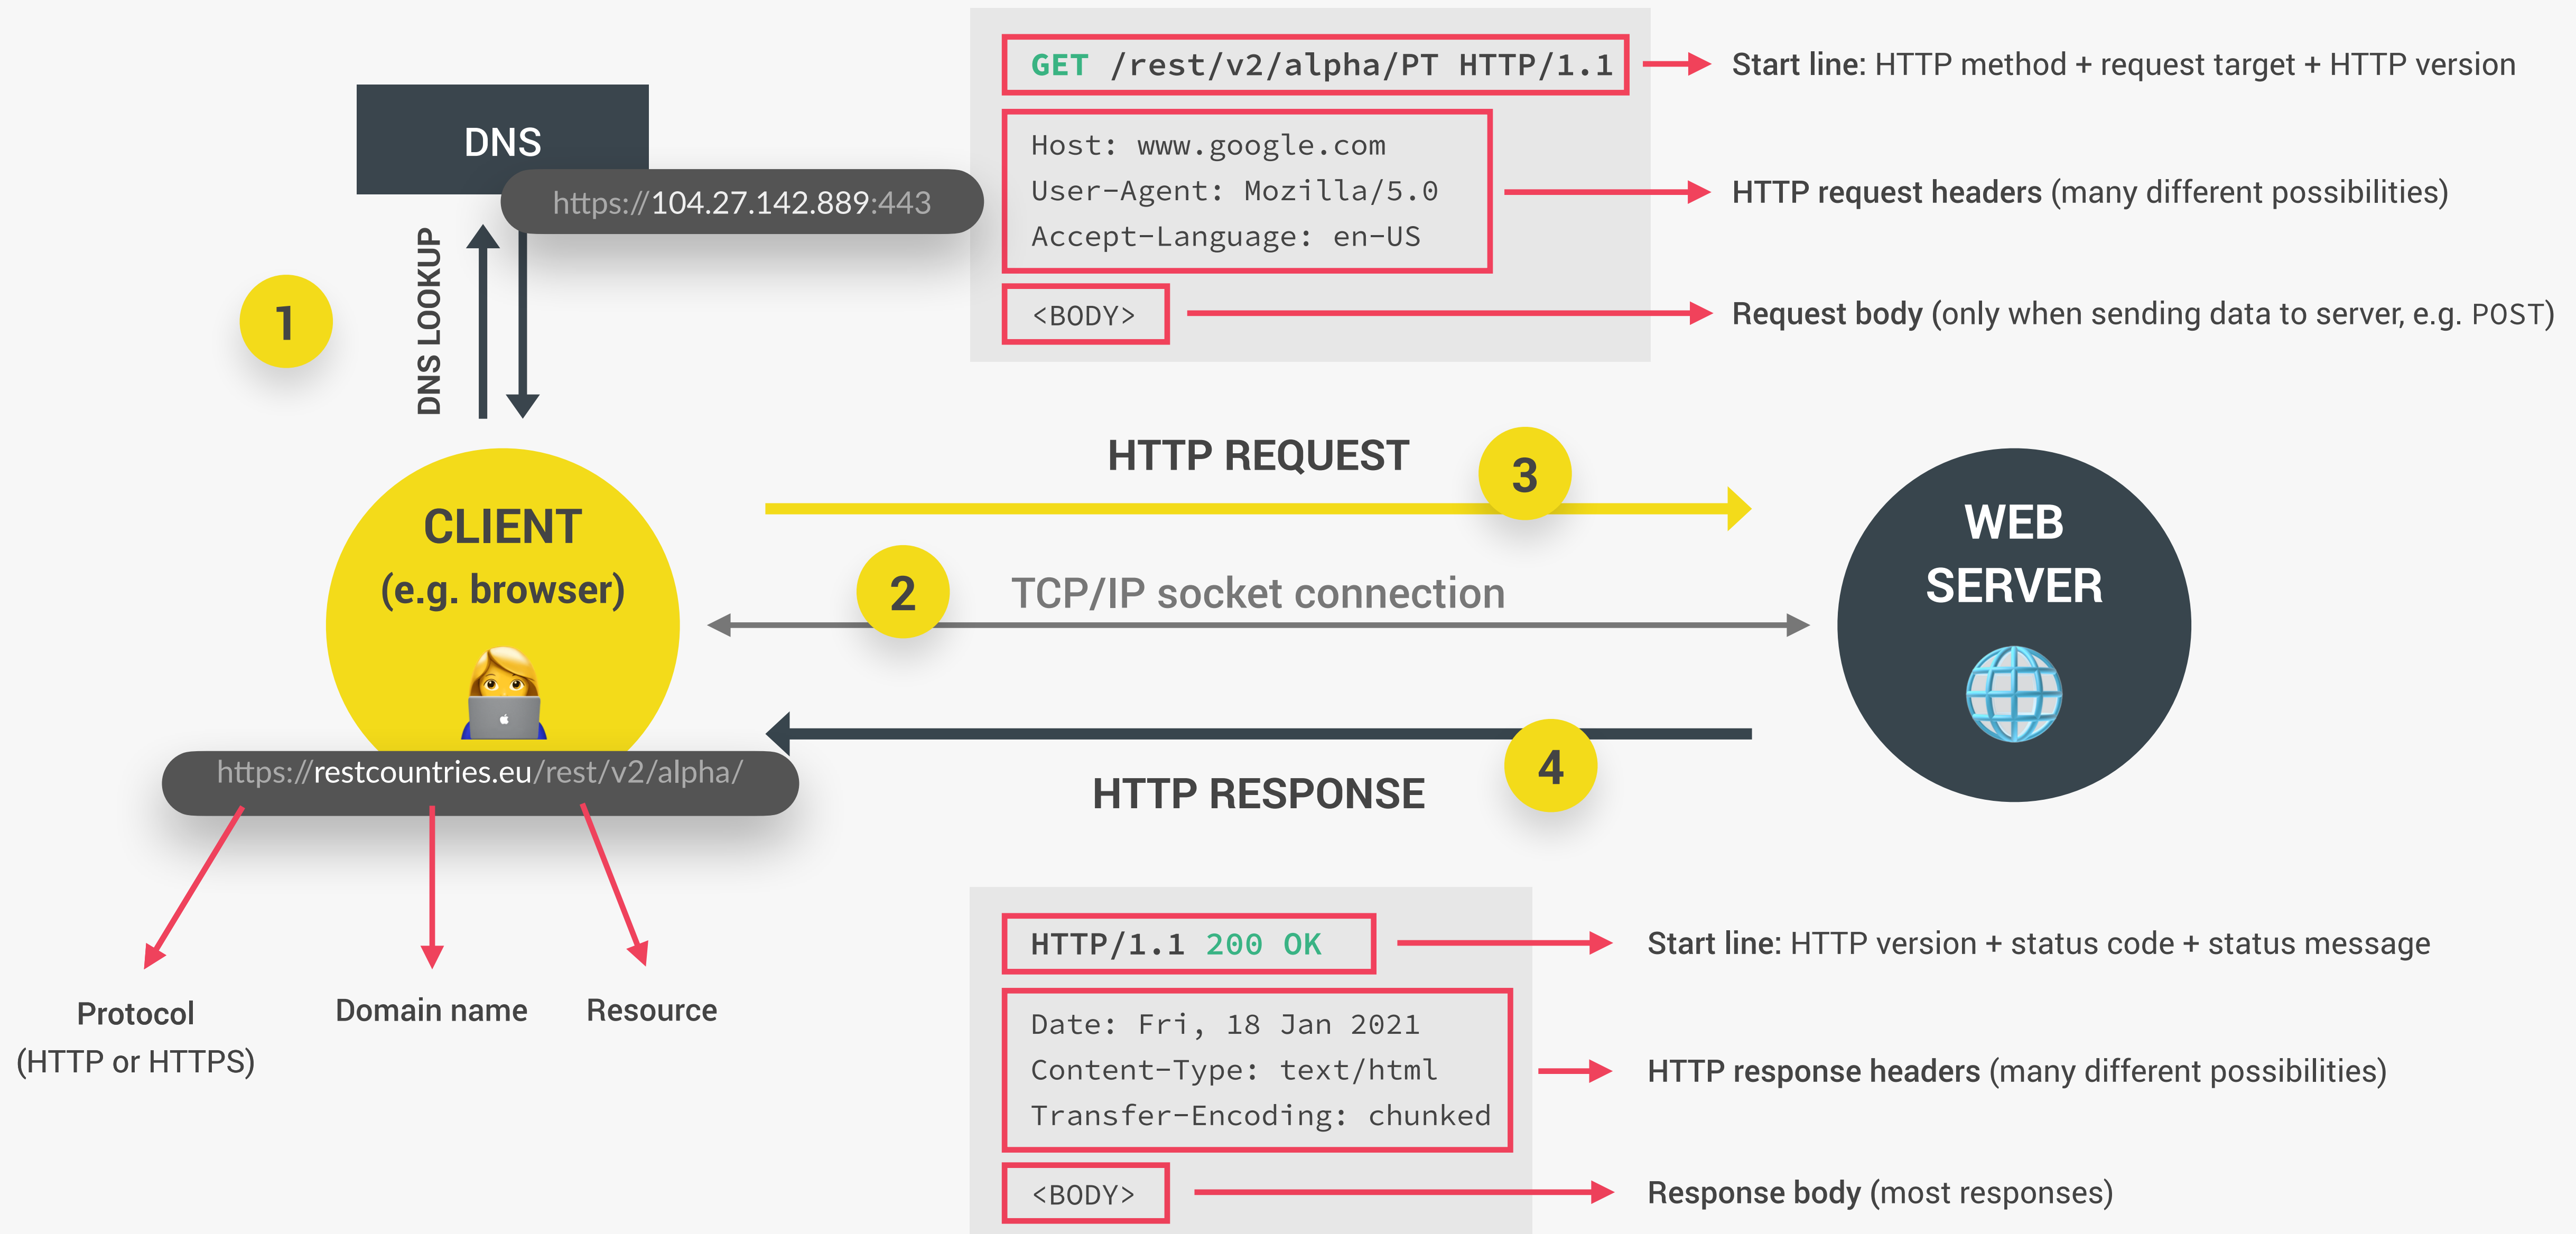 GET /rest/v2/alpha/PT HTTP/1.1
Start line: HTTP method + request target + HTTP version
DNS
https://104.27.142.889:443
Host: www.google.com
User-Agent: Mozilla/5.0
Accept-Language: en-US
HTTP request headers (many different possibilities)
<BODY>
Request body (only when sending data to server, e.g. POST)
1
DNS LOOKUP
HTTP REQUEST
3
CLIENT
(e.g. browser)
2
TCP/IP socket connection
WEB
SERVER
https://restcountries.eu/rest/v2/alpha/
HTTP RESPONSE
4
Protocol
(HTTP or HTTPS)
Domain name
Resource
HTTP/1.1 200 OK
Start line: HTTP version + status code + status message
Date: Fri, 18 Jan 2021
Content-Type: text/html
Transfer-Encoding: chunked
HTTP response headers (many different possibilities)
<BODY>
Response body (most responses)